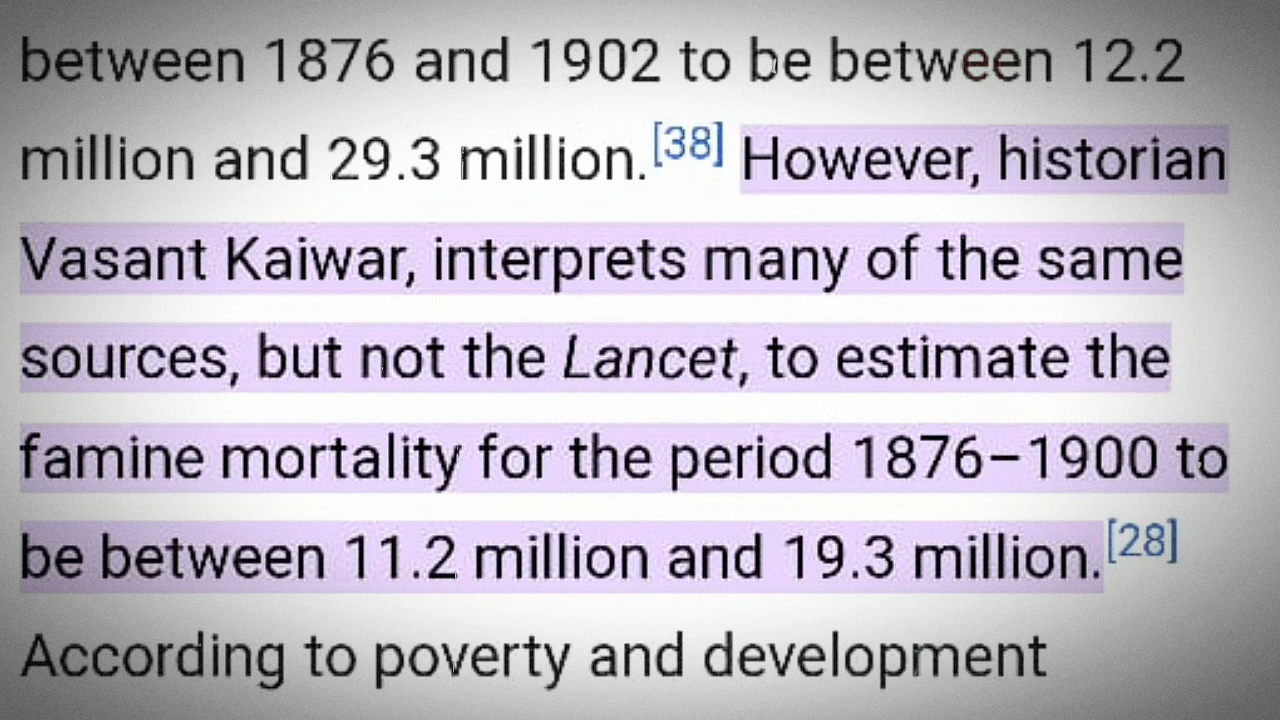 between 1876 and 1902 to be between 12.2
million and 29.3 million.[38] However, historian
Vasant Kaiwar, interprets many of the same
sources, but not the Lancet, to estimate the
famine mortality for the period 1876–1900 to
be between 11.2 million and 19.3 million.[28]
According to poverty and development